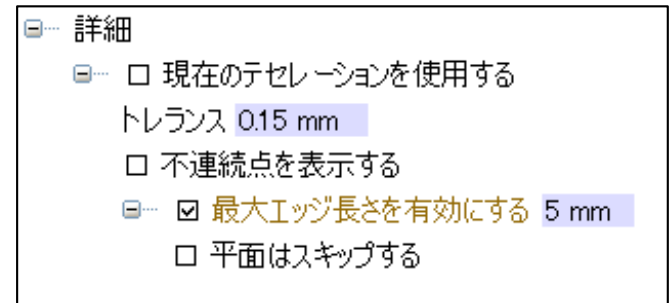 詳細
現在のテセレーションを使用する
トレランス 0.15 mm
不連続点を表示する
最大エッジ長さを有効にする 5 mm
平面はスキップする